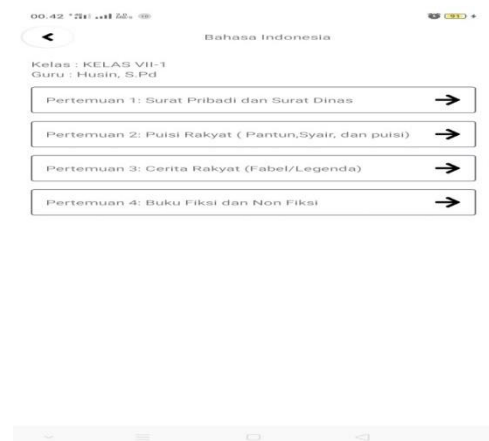 00.42
Bahasa Indonesia
Kelas : KELAS VII-1
Guru : Husin, S.Pd
Pertemuan 1: Surat Pribadi dan Surat Dinas
Pertemuan 2: Puisi Rakyat ( Pantun,Syair, dan puisi)
Pertemuan 3: Cerita Rakyat (Fabel/Legenda)
Pertemuan 4: Buku Fiksi dan Non Fiksi